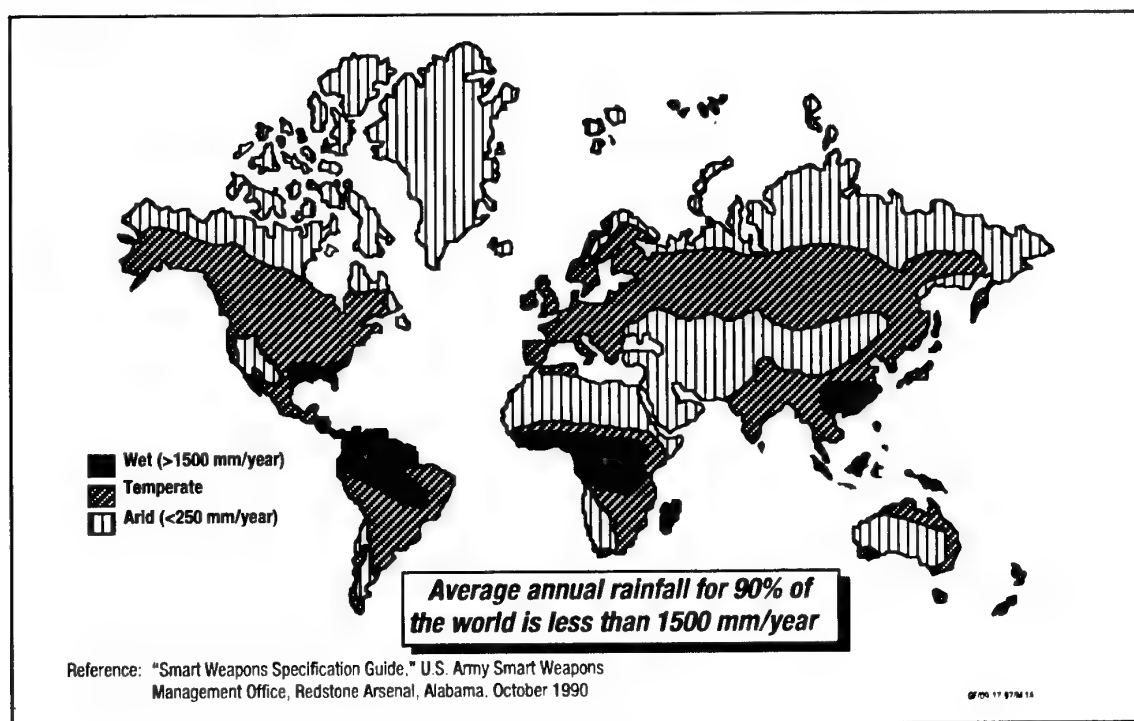 Wet (>1500 mm/year)
Temperate
Arid (<250 mm/year)
Average annual rainfall for 90% of
the world is less than 1500 mm/year
Reference: "Smart Weapons Specification Guide," U.S. Army Smart Weapons
Management Office, Redstone Arsenal, Alabama. October 1990